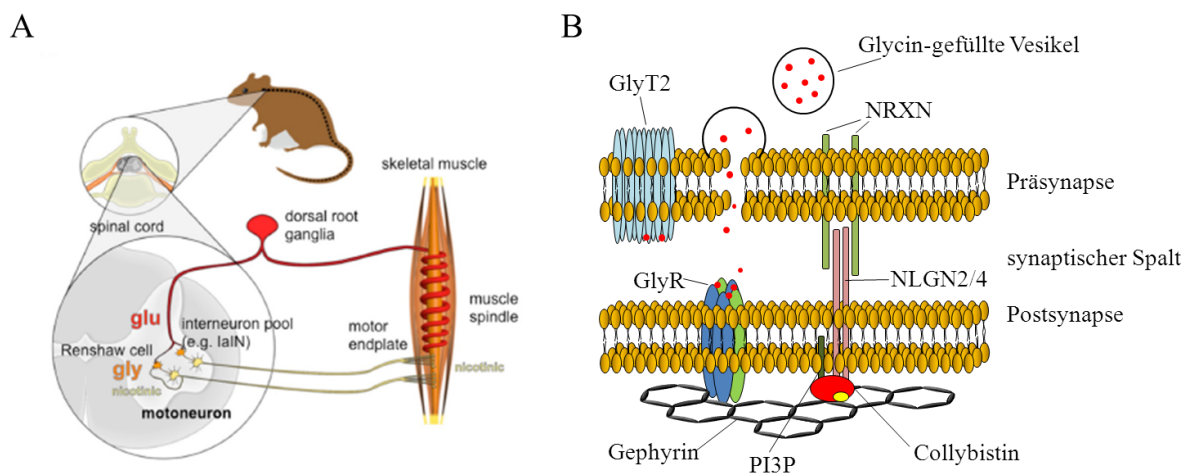 A
skeletal muscle
spinal cord
dorsal root
ganglia
glu
interneuron pool
(e.g. IaIN)
Renshaw cell
gly
nicotinic
motoneuron
motor
endplate
muscle
spindle
nicotinic
B
Glycin-gefüllte Vesikel
GlyT2
NRXN
Präsynapse
synaptischer Spalt
GlyR
NLGN2/4
Postsynapse
Gephyrin
PI3P
Collybistin